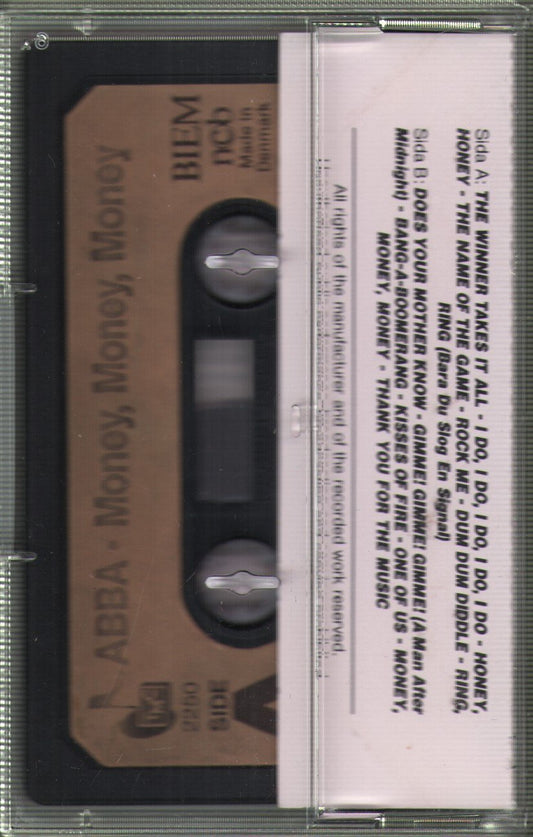 Sida A: THE WINNER TAKES IT ALL - I DO, I DO, I DO, I DO, I DO - HONEY,
HONEY - THE NAME OF THE GAME - ROCK ME - DUM DUM DIDDLE - RING,
RING (Bara Du Slog En Signal)
Sida B: DOES YOUR MOTHER KNOW - GIMME! GIMME! GIMME! (A Man After
Midnight) - BANG-A-BOOMERANG - KISSES OF FIRE - ONE OF US - MONEY,
MONEY, MONEY - THANK YOU FOR THE MUSIC
All rights of the manufacturer and of the recorded work reserved.
ABBA · Money, Money, Money
BIEM
ncb
Made in
Denmark
2250
SIDE
A